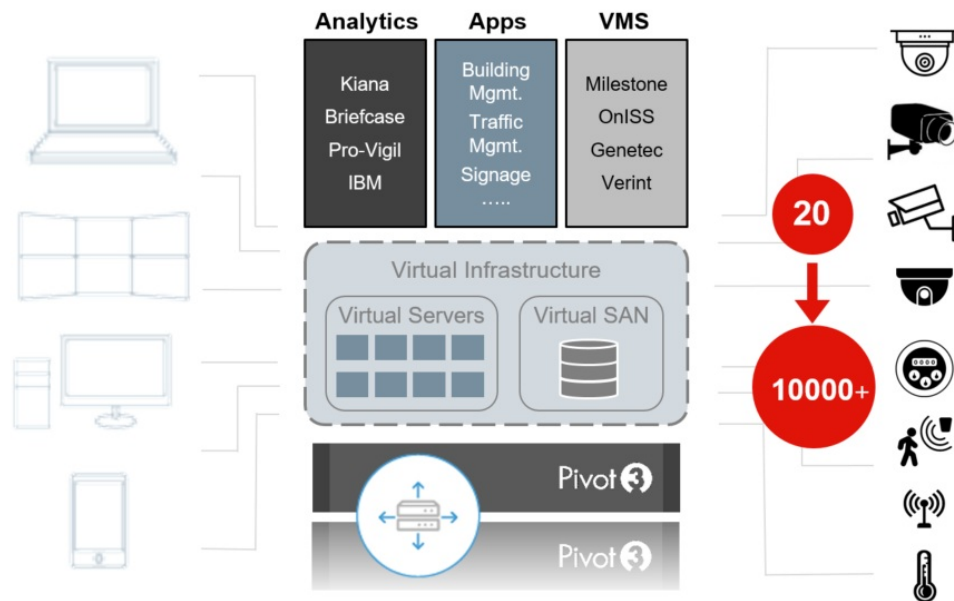 Analytics
Apps
VMS
Kiana
Briefcase
Pro-Vigil
IBM
Building
Mgmt.
Traffic
Mgmt.
Signage
.....
Milestone
OnISS
Genetec
Verint
20
10000+
Virtual Infrastructure
Virtual Servers
Virtual SAN
0000
Pivot3
Pivot3